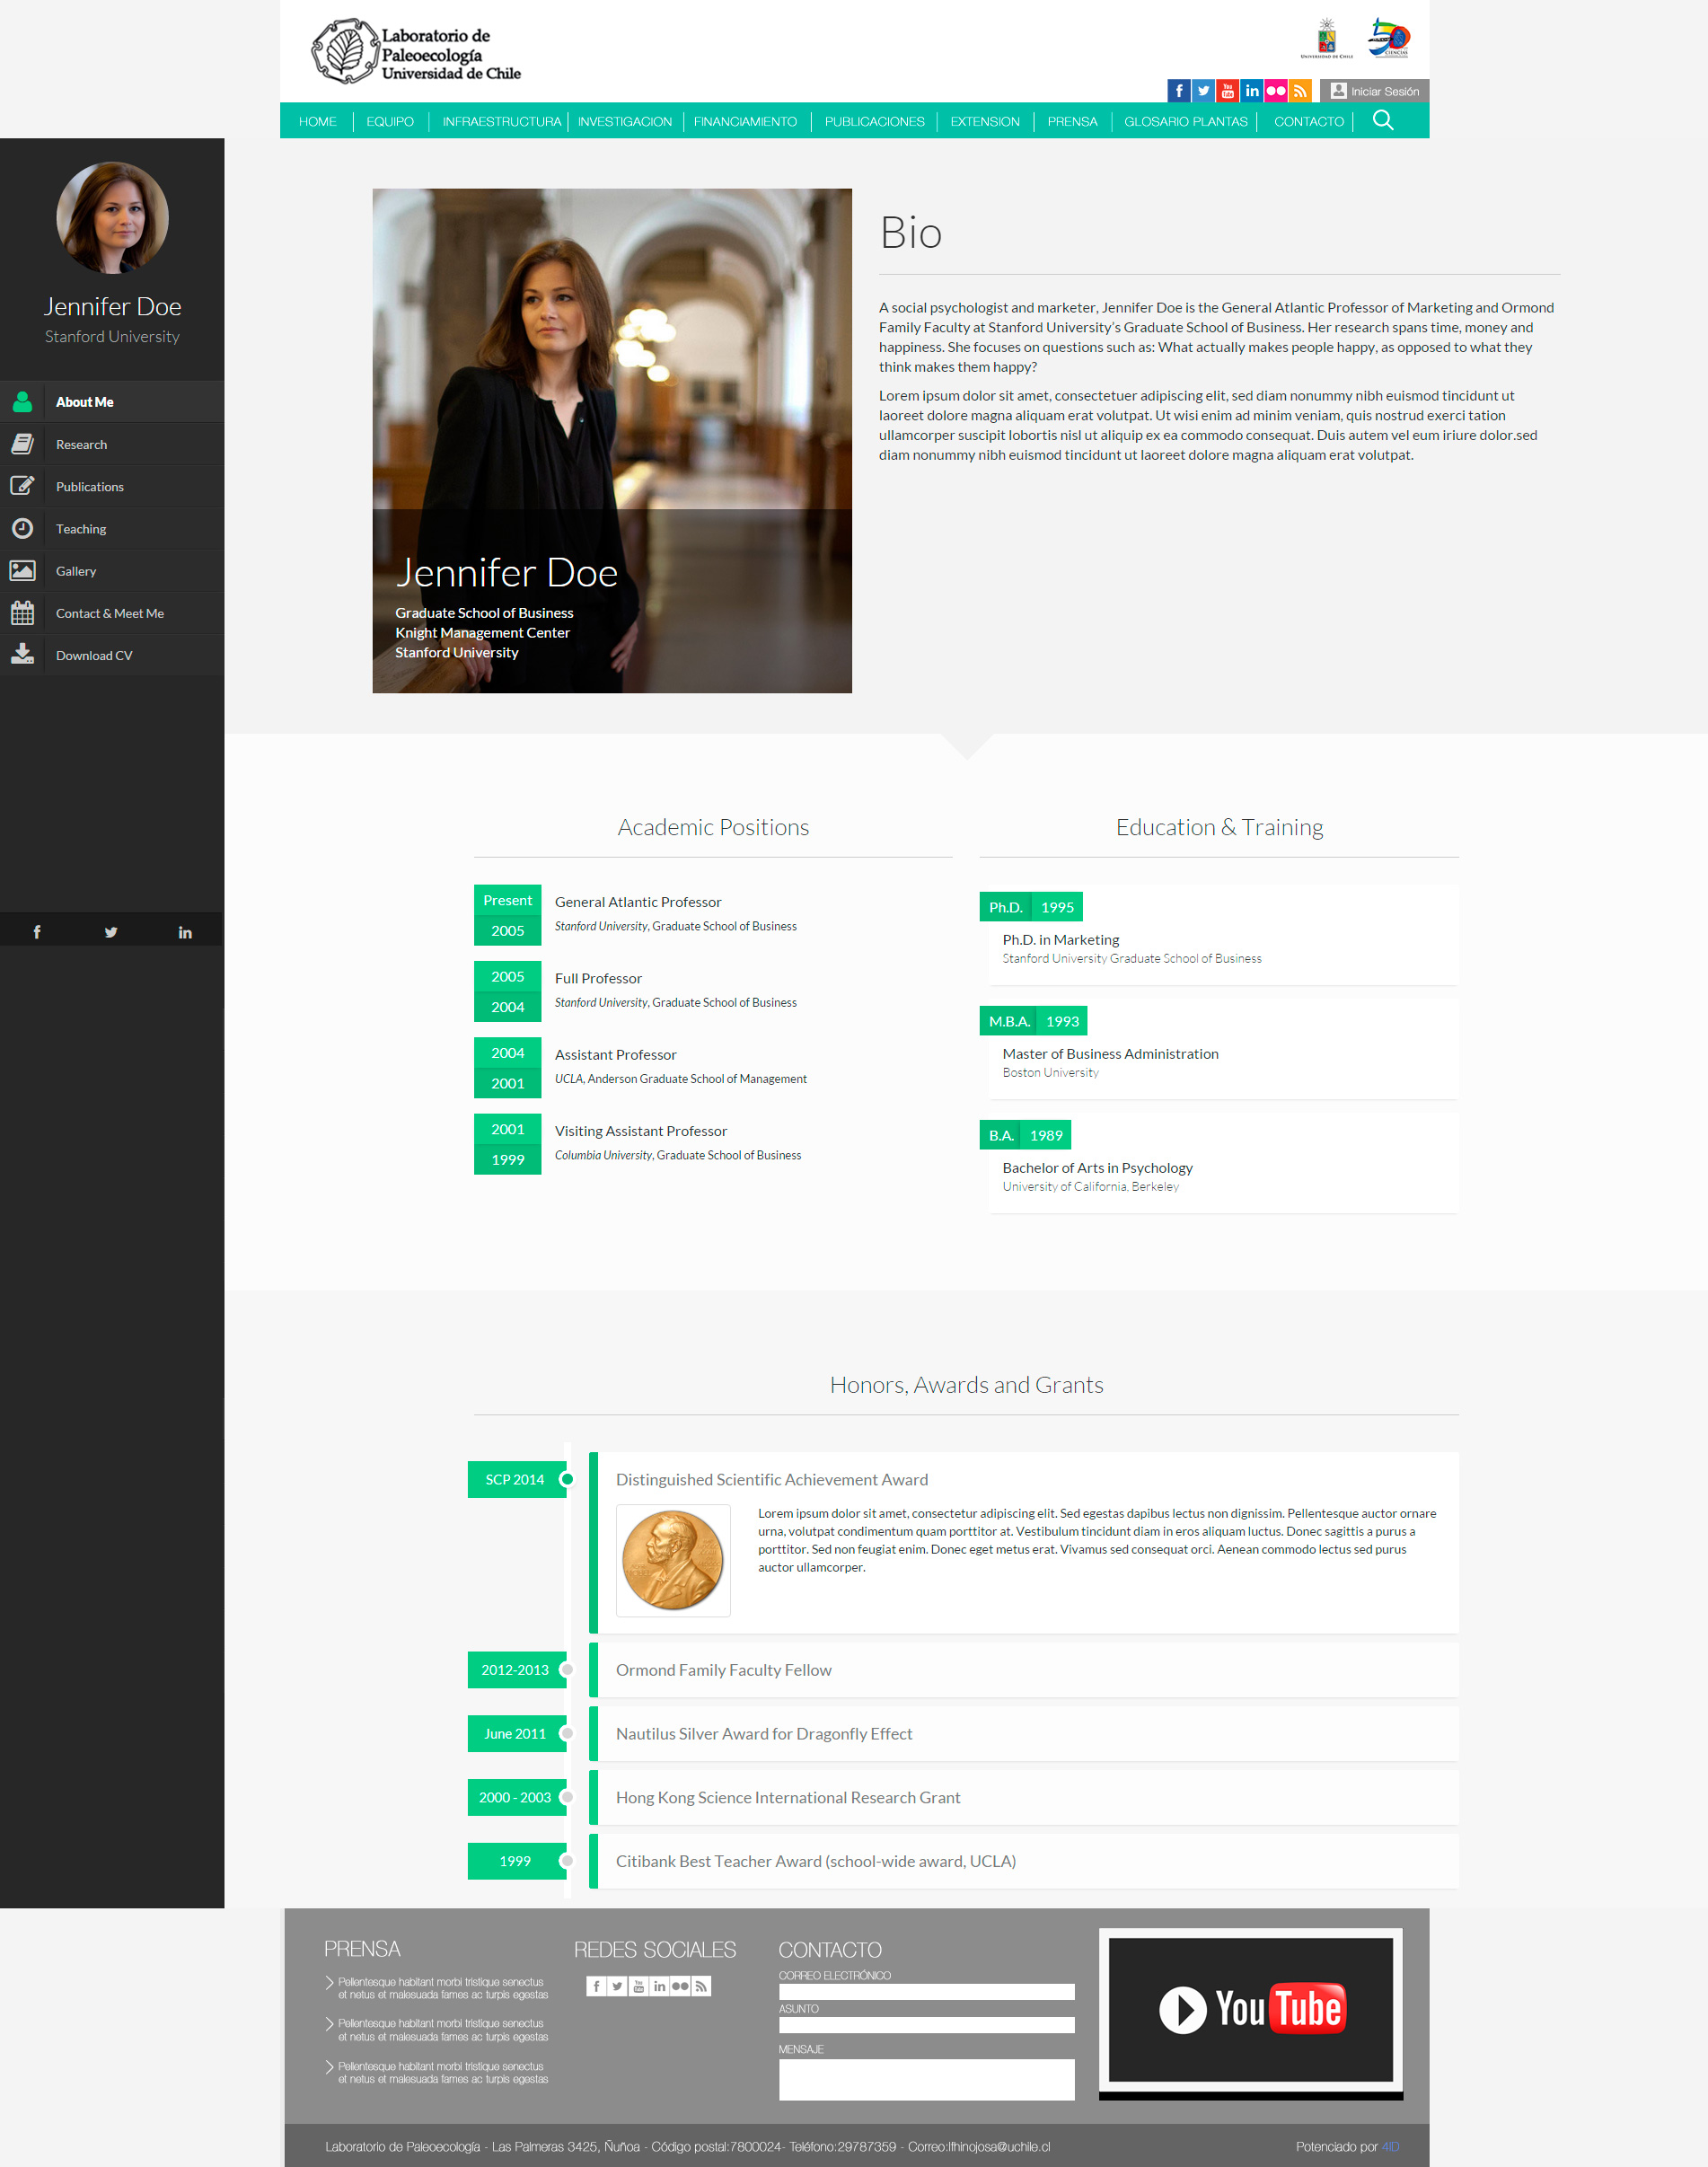 Laboratorio de
Paleoecología
Universidad de Chile
UNIVERSIDAD DE CHILE
50
CIENCIAS
Iniciar Sesión
HOME
EQUIPO
INFRAESTRUCTURA
INVESTIGACION
FINANCIAMIENTO
PUBLICACIONES
EXTENSION
PRENSA
GLOSARIO PLANTAS
CONTACTO
Jennifer Doe
Stanford University
About Me
Research
Publications
Teaching
Gallery
Contact & Meet Me
Download CV
Jennifer Doe
Graduate School of Business
Knight Management Center
Stanford University
Bio
A social psychologist and marketer, Jennifer Doe is the General Atlantic Professor of Marketing and Ormond
Family Faculty at Stanford University's Graduate School of Business. Her research spans time, money and
happiness. She focuses on questions such as: What actually makes people happy, as opposed to what they
think makes them happy?
Lorem ipsum dolor sit amet, consectetuer adipiscing elit, sed diam nonummy nibh euismod tincidunt ut
laoreet dolore magna aliquam erat volutpat. Ut wisi enim ad minim veniam, quis nostrud exerci tation
ullamcorper suscipit lobortis nisl ut aliquip ex ea commodo consequat. Duis autem vel eum iriure dolor.sed
diam nonummy nibh euismod tincidunt ut laoreet dolore magna aliquam erat volutpat.
Academic Positions
Present
2005
General Atlantic Professor
Stanford University, Graduate School of Business
2005
2004
Full Professor
Stanford University, Graduate School of Business
2004
2001
Assistant Professor
UCLA, Anderson Graduate School of Management
2001
1999
Visiting Assistant Professor
Columbia University, Graduate School of Business
Education & Training
Ph.D. 1995
Ph.D. in Marketing
Stanford University Graduate School of Business
M.B.A. 1993
Master of Business Administration
Boston University
B.A. 1989
Bachelor of Arts in Psychology
University of California, Berkeley
Honors, Awards and Grants
SCP 2014
Distinguished Scientific Achievement Award
Lorem ipsum dolor sit amet, consectetur adipiscing elit. Sed egestas dapibus lectus non dignissim. Pellentesque auctor ornare
urna, volutpat condimentum quam porttitor at. Vestibulum tincidunt diam in eros aliquam luctus. Donec sagittis a purus a
porttitor. Sed non feugiat enim. Donec eget metus erat. Vivamus sed consequat orci. Aenean commodo lectus sed purus
auctor ullamcorper.
2012-2013
Ormond Family Faculty Fellow
June 2011
Nautilus Silver Award for Dragonfly Effect
2000 - 2003
Hong Kong Science International Research Grant
1999
Citibank Best Teacher Award (school-wide award, UCLA)
PRENSA
Pellentesque habitant morbi tristique senectus
et netus et malesuada fames ac turpis egestas
Pellentesque habitant morbi tristique senectus
et netus et malesuada fames ac turpis egestas
Pellentesque habitant morbi tristique senectus
et netus et malesuada fames ac turpis egestas
REDES SOCIALES
CONTACTO
CORREO ELECTRÓNICO
ASUNTO
MENSAJE
YouTube
Laboratorio de Paleoecología - Las Palmeras 3425, Ñuñoa - Código postal:7800024- Teléfono:29787359 - Correo:lfhinojosa@uchile.cl
Potenciado por 4ID